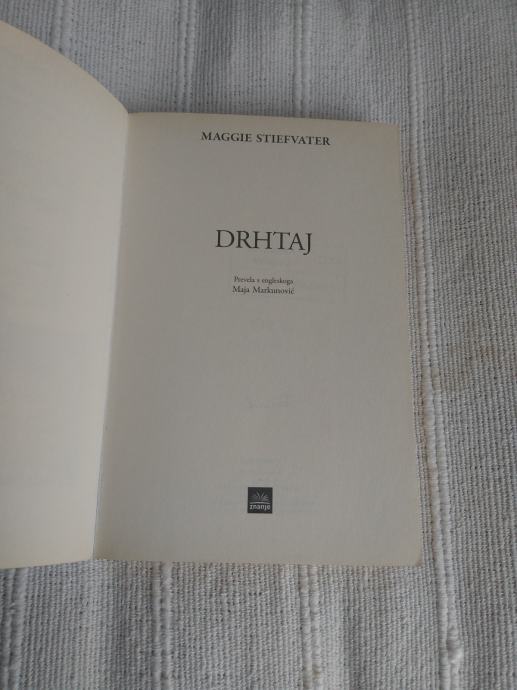 MAGGIE STIEFVATER
DRHTAJ
Prevela s engleskoga
Maja Markunović
znanje